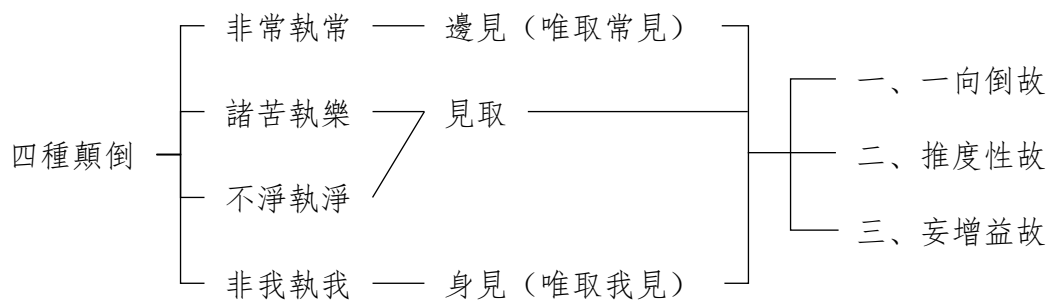 四種顛倒
非常執常
諸苦執樂
不淨執淨
非我執我
邊見（唯取常見）
見取
身見（唯取我見）
一、一向倒故
二、推度性故
三、妄增益故